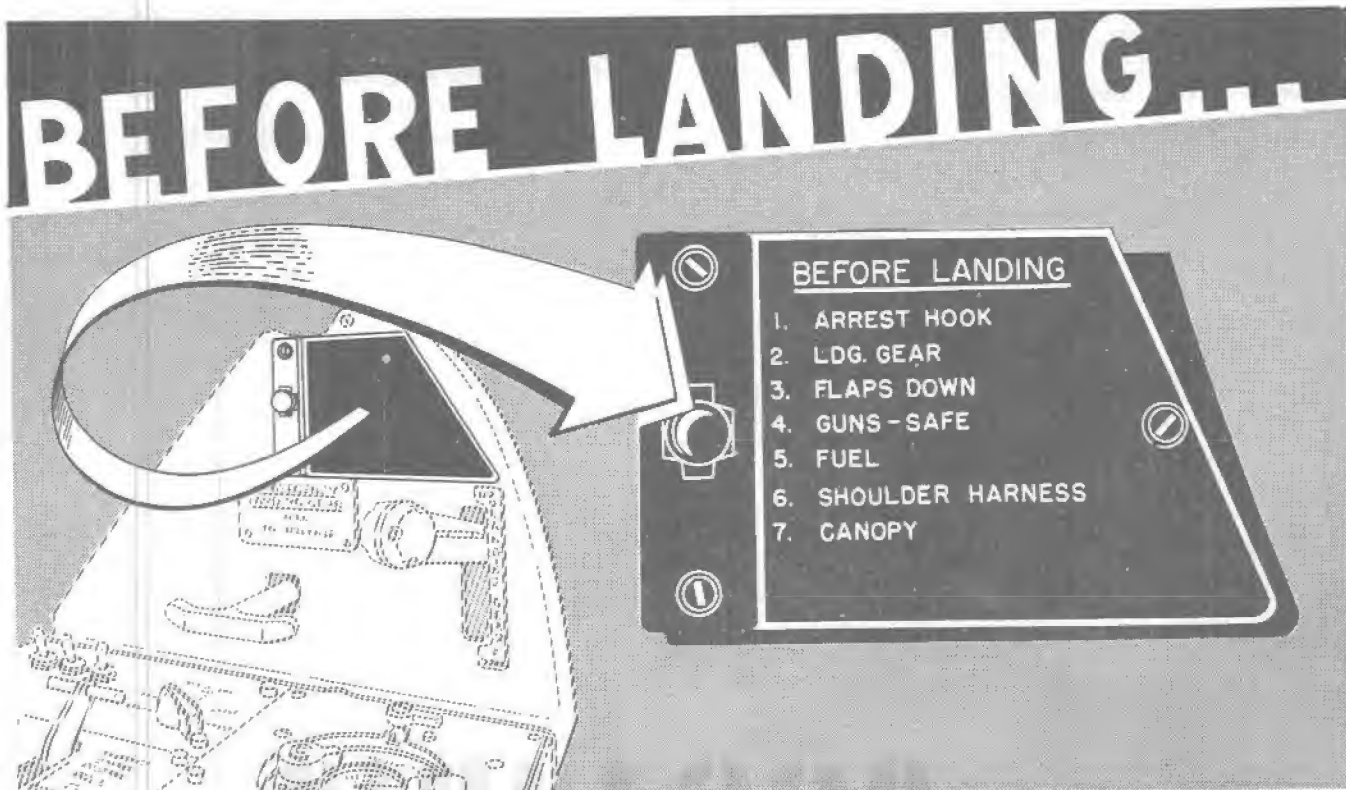 BEFORE LANDING...
BEFORE LANDING
1. ARREST HOOK
2. LDG. GEAR
3. FLAPS DOWN
4. GUNS-SAFE
5. FUEL
6. SHOULDER HARNESS
7. CANOPY